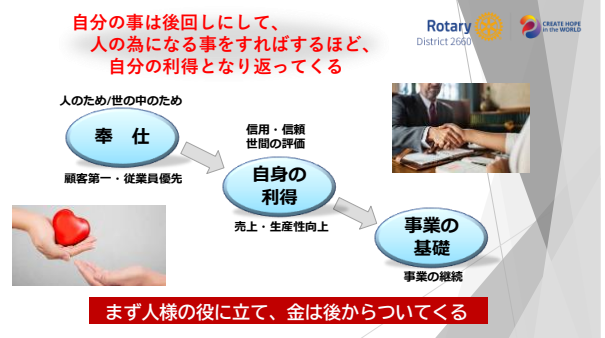 自分の事は後回しにして、
人の為になる事をすればするほど、
自分の利得となり返ってくる
Rotary
District 2660
CREATE HOPE
in the WORLD
人のため/世の中のため
奉 仕
顧客第一・従業員優先
信用・信頼
世間の評価
自身の
利得
売上・生産性向上
事業の
基礎
事業の継続
まず人様の役に立て、金は後からついてくる